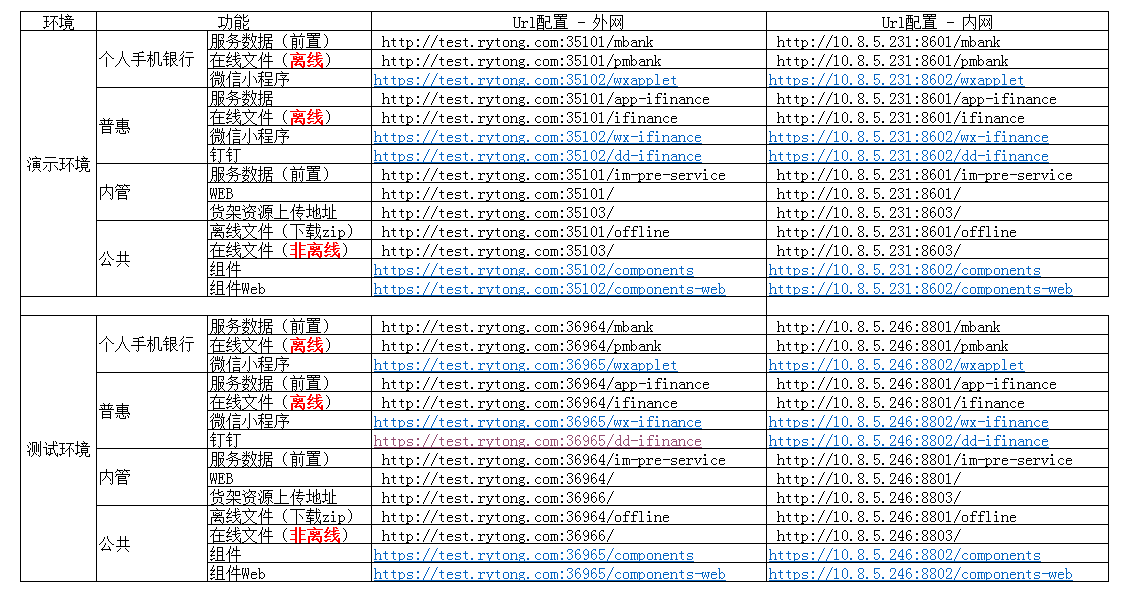 环境 功能 Url配置 - 外网 Url配置 - 内网
演示环境 个人手机银行 服务数据（前置） http://test.rytong.com:35101/mbank http://10.8.5.231:8601/mbank
在线文件（离线） http://test.rytong.com:35101/pmbank http://10.8.5.231:8601/pmbank
微信小程序 https://test.rytong.com:35102/wxapplet https://10.8.5.231:8602/wxapplet
普惠 服务数据 http://test.rytong.com:35101/app-ifinance http://10.8.5.231:8601/app-ifinance
在线文件（离线） http://test.rytong.com:35101/ifinance http://10.8.5.231:8601/ifinance
微信小程序 https://test.rytong.com:35102/wx-ifinance https://10.8.5.231:8602/wx-ifinance
钉钉 https://test.rytong.com:35102/dd-ifinance https://10.8.5.231:8602/dd-ifinance
内管 服务数据（前置） http://test.rytong.com:35101/im-pre-service http://10.8.5.231:8601/im-pre-service
WEB http://test.rytong.com:35101/ http://10.8.5.231:8601/
货架资源上传地址 http://test.rytong.com:35103/ http://10.8.5.231:8603/
公共 离线文件（下载zip） http://test.rytong.com:35101/offline http://10.8.5.231:8601/offline
在线文件（非离线） http://test.rytong.com:35103/ http://10.8.5.231:8603/
组件 https://test.rytong.com:35102/components https://10.8.5.231:8602/components
组件Web https://test.rytong.com:35102/components-web https://10.8.5.231:8602/components-web
测试环境 个人手机银行 服务数据（前置） http://test.rytong.com:36964/mbank http://10.8.5.246:8801/mbank
在线文件（离线） http://test.rytong.com:36964/pmbank http://10.8.5.246:8801/pmbank
微信小程序 https://test.rytong.com:36965/wxapplet https://10.8.5.246:8802/wxapplet
普惠 服务数据（前置） http://test.rytong.com:36964/app-ifinance http://10.8.5.246:8801/app-ifinance
在线文件（离线） http://test.rytong.com:36964/ifinance http://10.8.5.246:8801/ifinance
微信小程序 https://test.rytong.com:36965/wx-ifinance https://10.8.5.246:8802/wx-ifinance
钉钉 https://test.rytong.com:36965/dd-ifinance https://10.8.5.246:8802/dd-ifinance
内管 服务数据（前置） http://test.rytong.com:36964/im-pre-service http://10.8.5.246:8801/im-pre-service
WEB http://test.rytong.com:36964/ http://10.8.5.246:8801/
货架资源上传地址 http://test.rytong.com:36966/ http://10.8.5.246:8803/
公共 离线文件（下载zip） http://test.rytong.com:36964/offline http://10.8.5.246:8801/offline
在线文件（非离线） http://test.rytong.com:36966/ http://10.8.5.246:8803/
组件 https://test.rytong.com:36965/components https://10.8.5.246:8802/components
组件Web https://test.rytong.com:36965/components-web https://10.8.5.246:8802/components-web